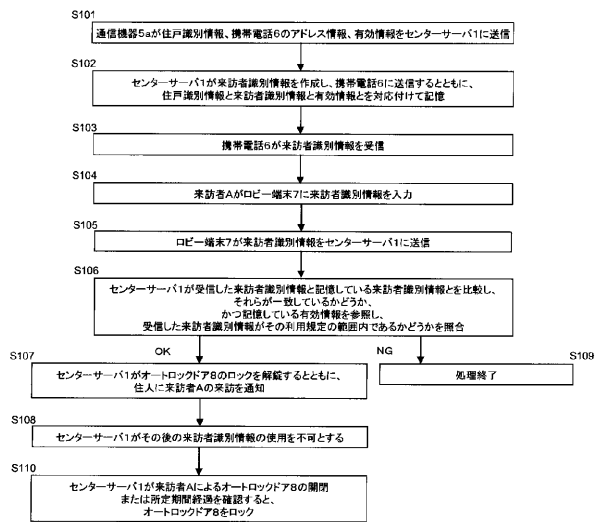 S101
通信機器5aが住戸識別情報、携帯電話6のアドレス情報、有効情報をセンターサーバ1に送信
S102
センターサーバ1が来訪者識別情報を作成し、携帯電話6に送信するとともに、
住戸識別情報と来訪者識別情報と有効情報とを対応付けて記憶
S103
携帯電話6が来訪者識別情報を受信
S104
来訪者Aがロビー端末7に来訪者識別情報を入力
S105
ロビー端末7が来訪者識別情報をセンターサーバ1に送信
S106
センターサーバ1が受信した来訪者識別情報と記憶している来訪者識別情報とを比較し、
それらが一致しているかどうか、
かつ記憶している有効情報を参照し、
受信した来訪者識別情報がその利用規定の範囲内であるかどうかを照合
OK
NG
S107
センターサーバ1がオートロックドア8のロックを解錠するとともに、
住人に来訪者Aの来訪を通知
S109
処理終了
S108
センターサーバ1がその後の来訪者識別情報の使用を不可とする
S110
センターサーバ1が来訪者Aによるオートロックドア8の開閉
または所定期間経過を確認すると、
オートロックドア8をロック